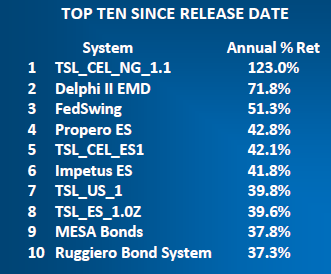 TOP TEN SINCE RELEASE DATE
System Annual % Ret
1 TSL_CEL_NG_1.1 123.0%
2 Delphi II EMD 71.8%
3 FedSwing 51.3%
4 Propero ES 42.8%
5 TSL_CEL_ES1 42.1%
6 Impetus ES 41.8%
7 TSL_US_1 39.8%
8 TSL_ES_1.0Z 39.6%
9 MESA Bonds 37.8%
10 Ruggiero Bond System 37.3%